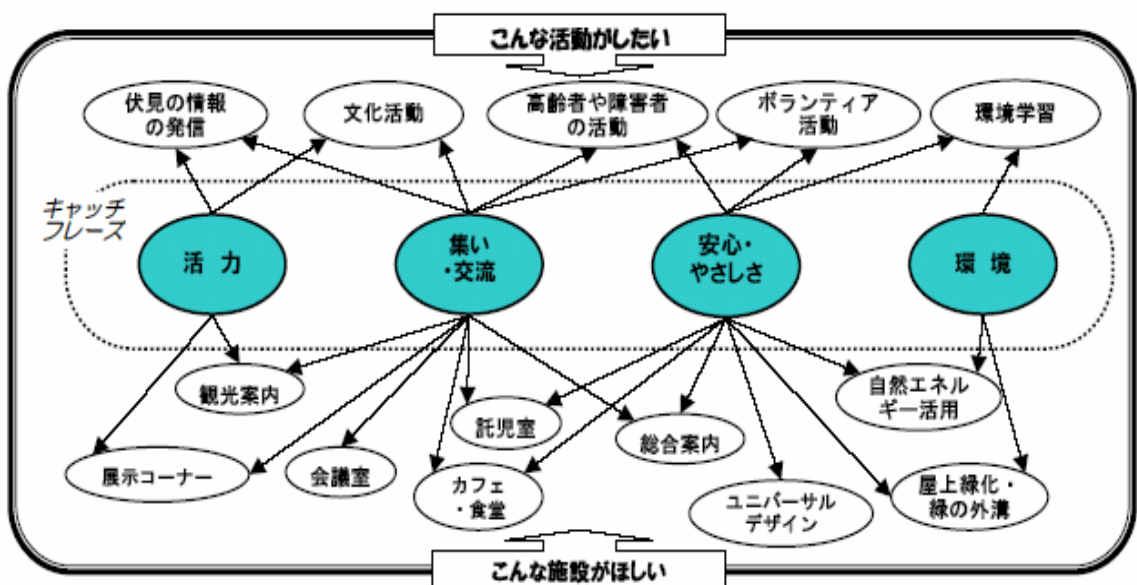 こんな活動がしたい
伏見の情報
の発信
文化活動
高齢者や障害者
の活動
ボランティア
活動
環境学習
キャッチ
フレーズ
活 力
集い
・交流
安心・
やさしさ
環 境
観光案内
託児室
総合案内
自然エネル
ギー活用
展示コーナー
会議室
カフェ
・食堂
ユニバーサル
デザイン
屋上緑化・
緑の外溝
こんな施設がほしい